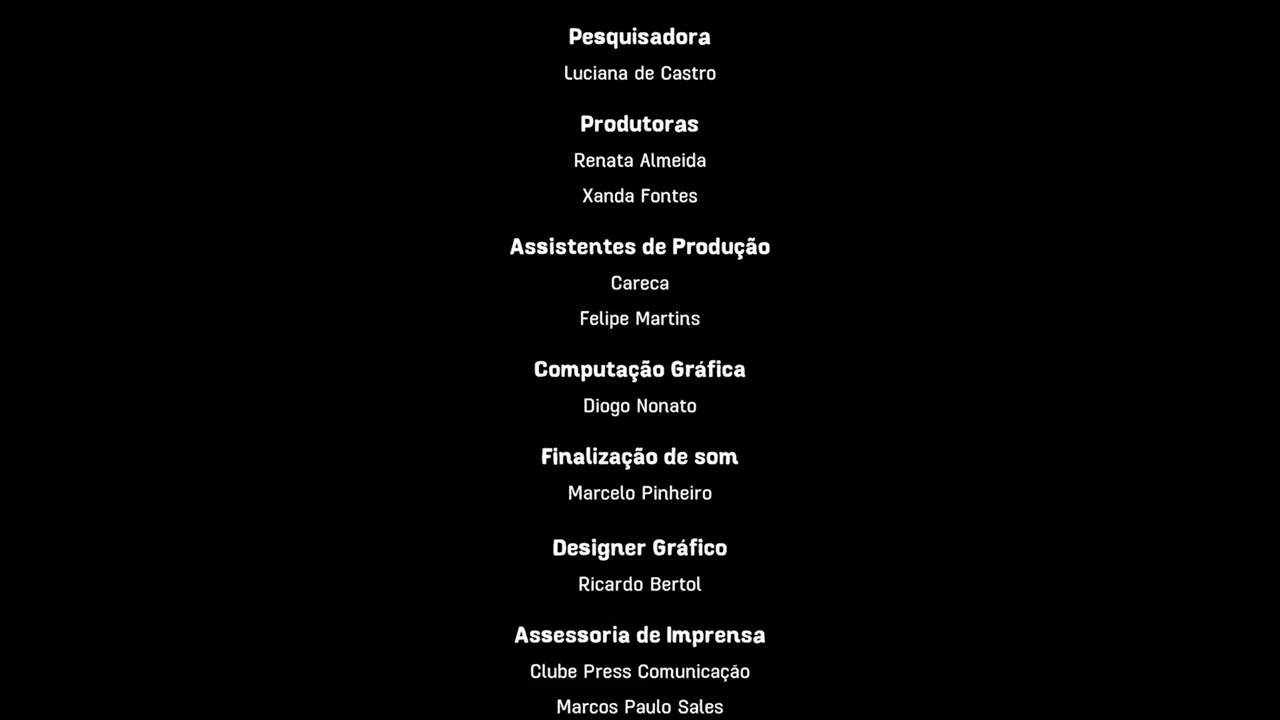 Pesquisadora
Luciana de Castro
Produtoras
Renata Almeida
Xanda Fontes
Assistentes de Produção
Careca
Felipe Martins
Computação Gráfica
Diogo Nonato
Finalização de som
Marcelo Pinheiro
Designer Gráfico
Ricardo Bertol
Assessoria de Imprensa
Clube Press Comunicação
Marcos Paulo Sales